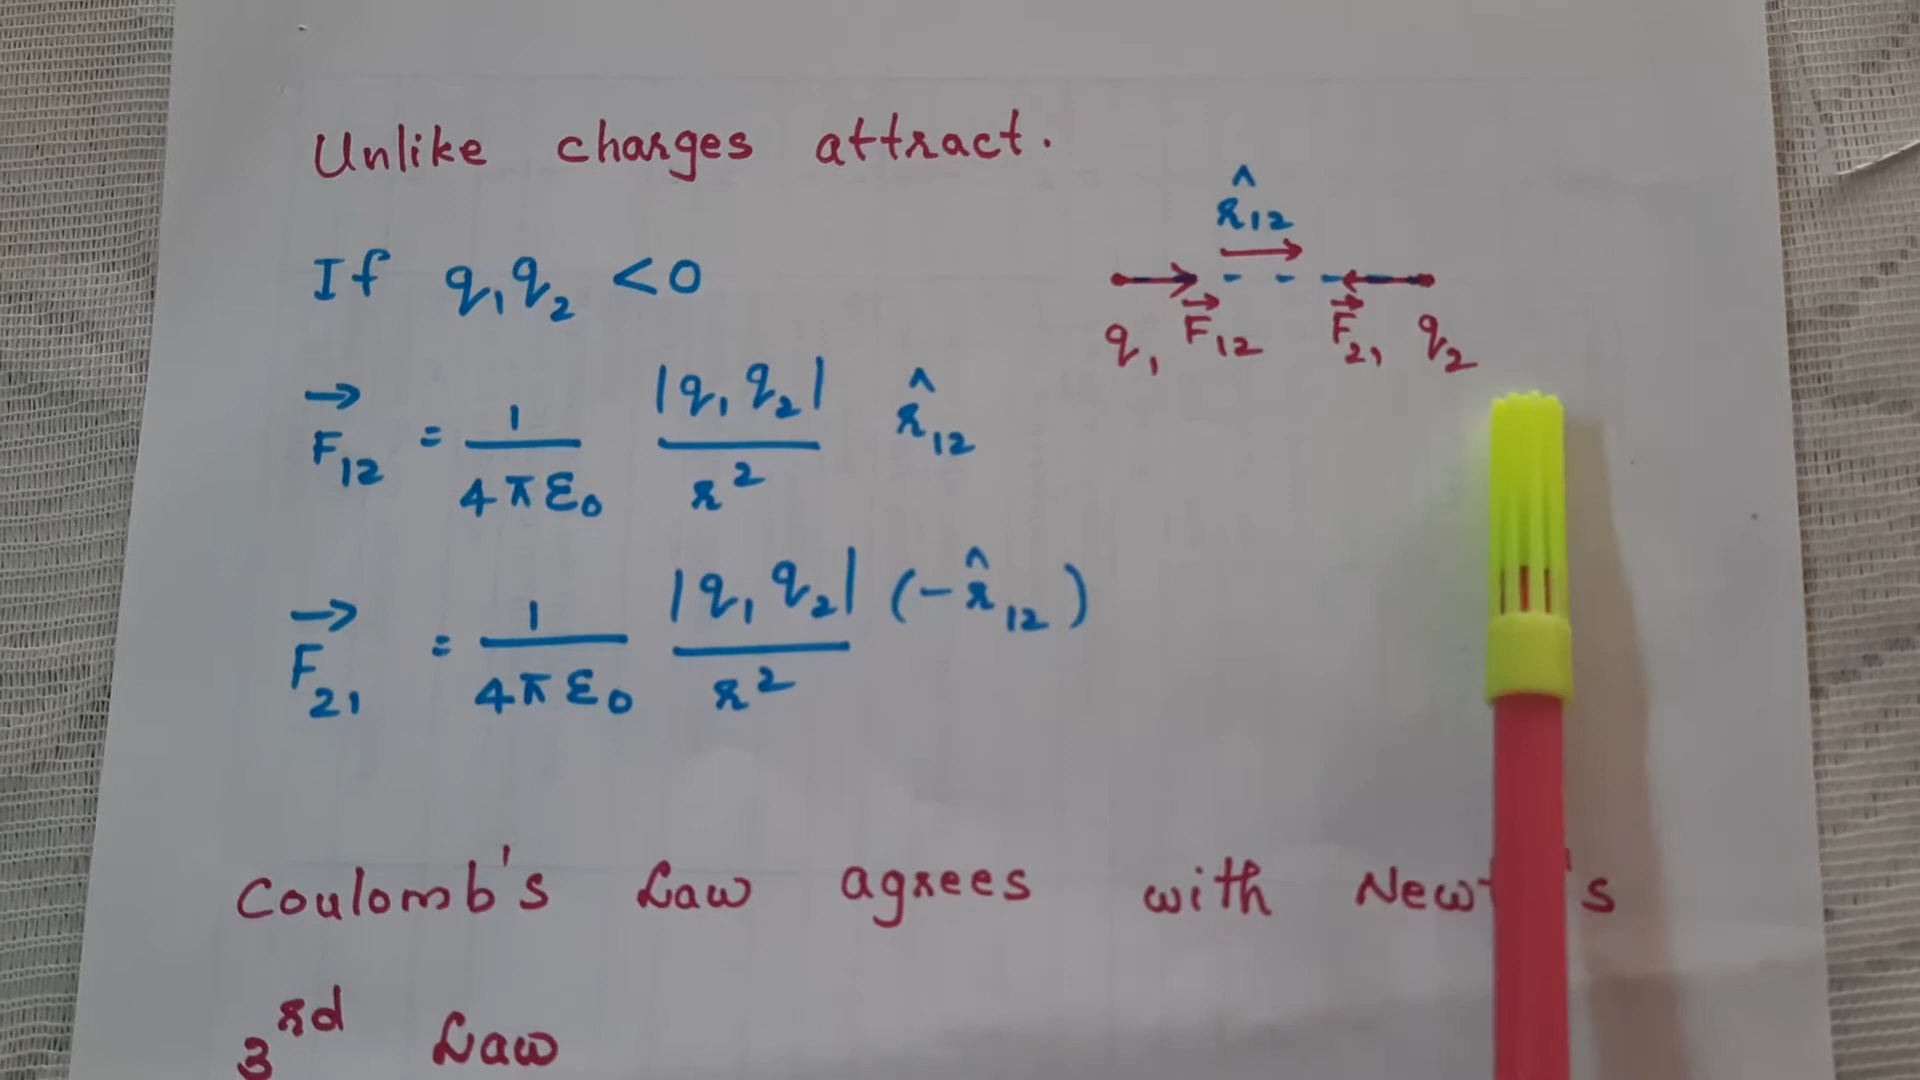 Unlike charges attract.
r̂₁₂
If q₁q₂ <0
q₁ F⃗₁₂ F⃗₂₁ q₂
F⃗₁₂ = 1/4πε₀ |q₁q₂|/r² r̂₁₂
F⃗₂₁ = 1/4πε₀ |q₁q₂|/r² (-r̂₁₂)
Coulomb's Law agrees with
3rd Law